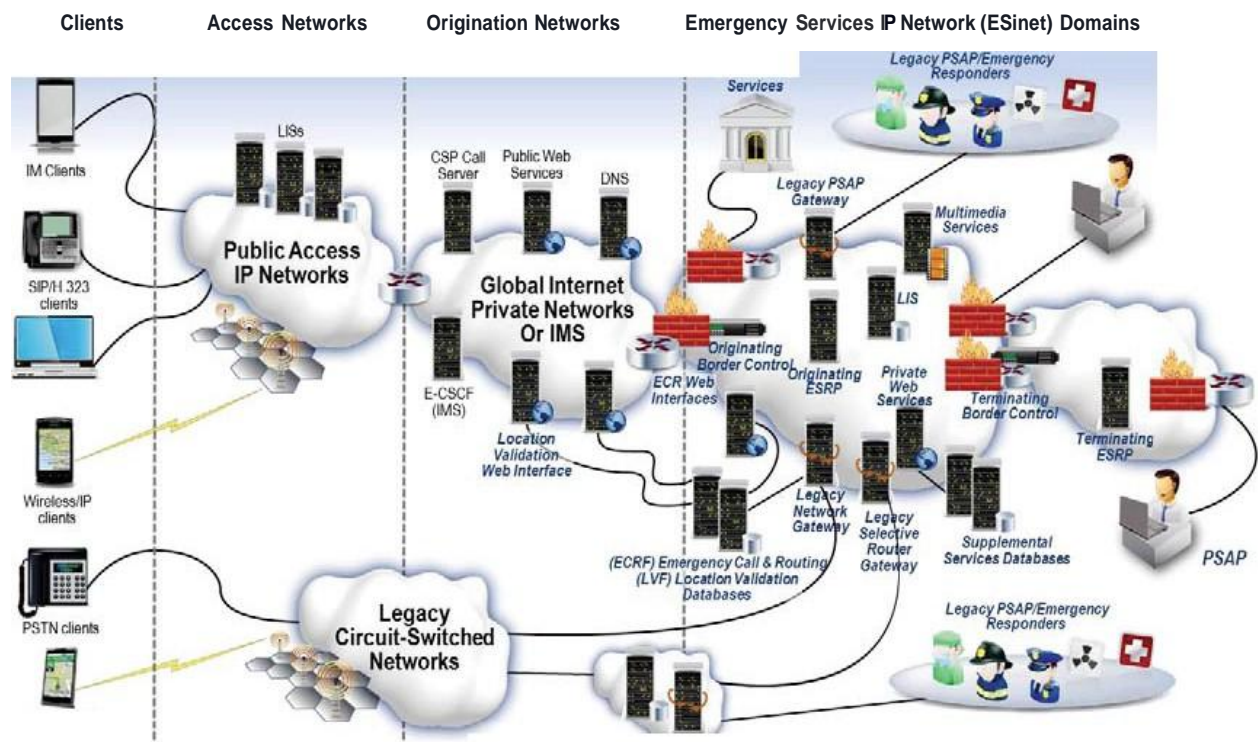 Clients
Access Networks
Origination Networks
Emergency Services IP Network (ESinet) Domains
Legacy PSAP/Emergency
Responders
Services
IM Clients
LISs
CSP Call
Server
Public Web
Services
DNS
Legacy PSAP
Gateway
Multimedia
Services
Public Access
IP Networks
Global Internet
Private Networks
Or IMS
SIP/H.323
clients
LIS
Originating
Border Control
Originating
ESRP
Private
Web
Services
ECR Web
Interfaces
Terminating
Border Control
E-CSCF
(IMS)
Location
Validation
Web Interface
Terminating
ESRP
Wireless/IP
clients
Legacy
Network
Gateway
Legacy
Selective
Router
Gateway
Supplemental
Services Databases
(ECRF) Emergency Call & Routing
(LVF) Location Validation
Databases
PSAP
PSTN clients
Legacy
Circuit-Switched
Networks
Legacy PSAP/Emergency
Responders